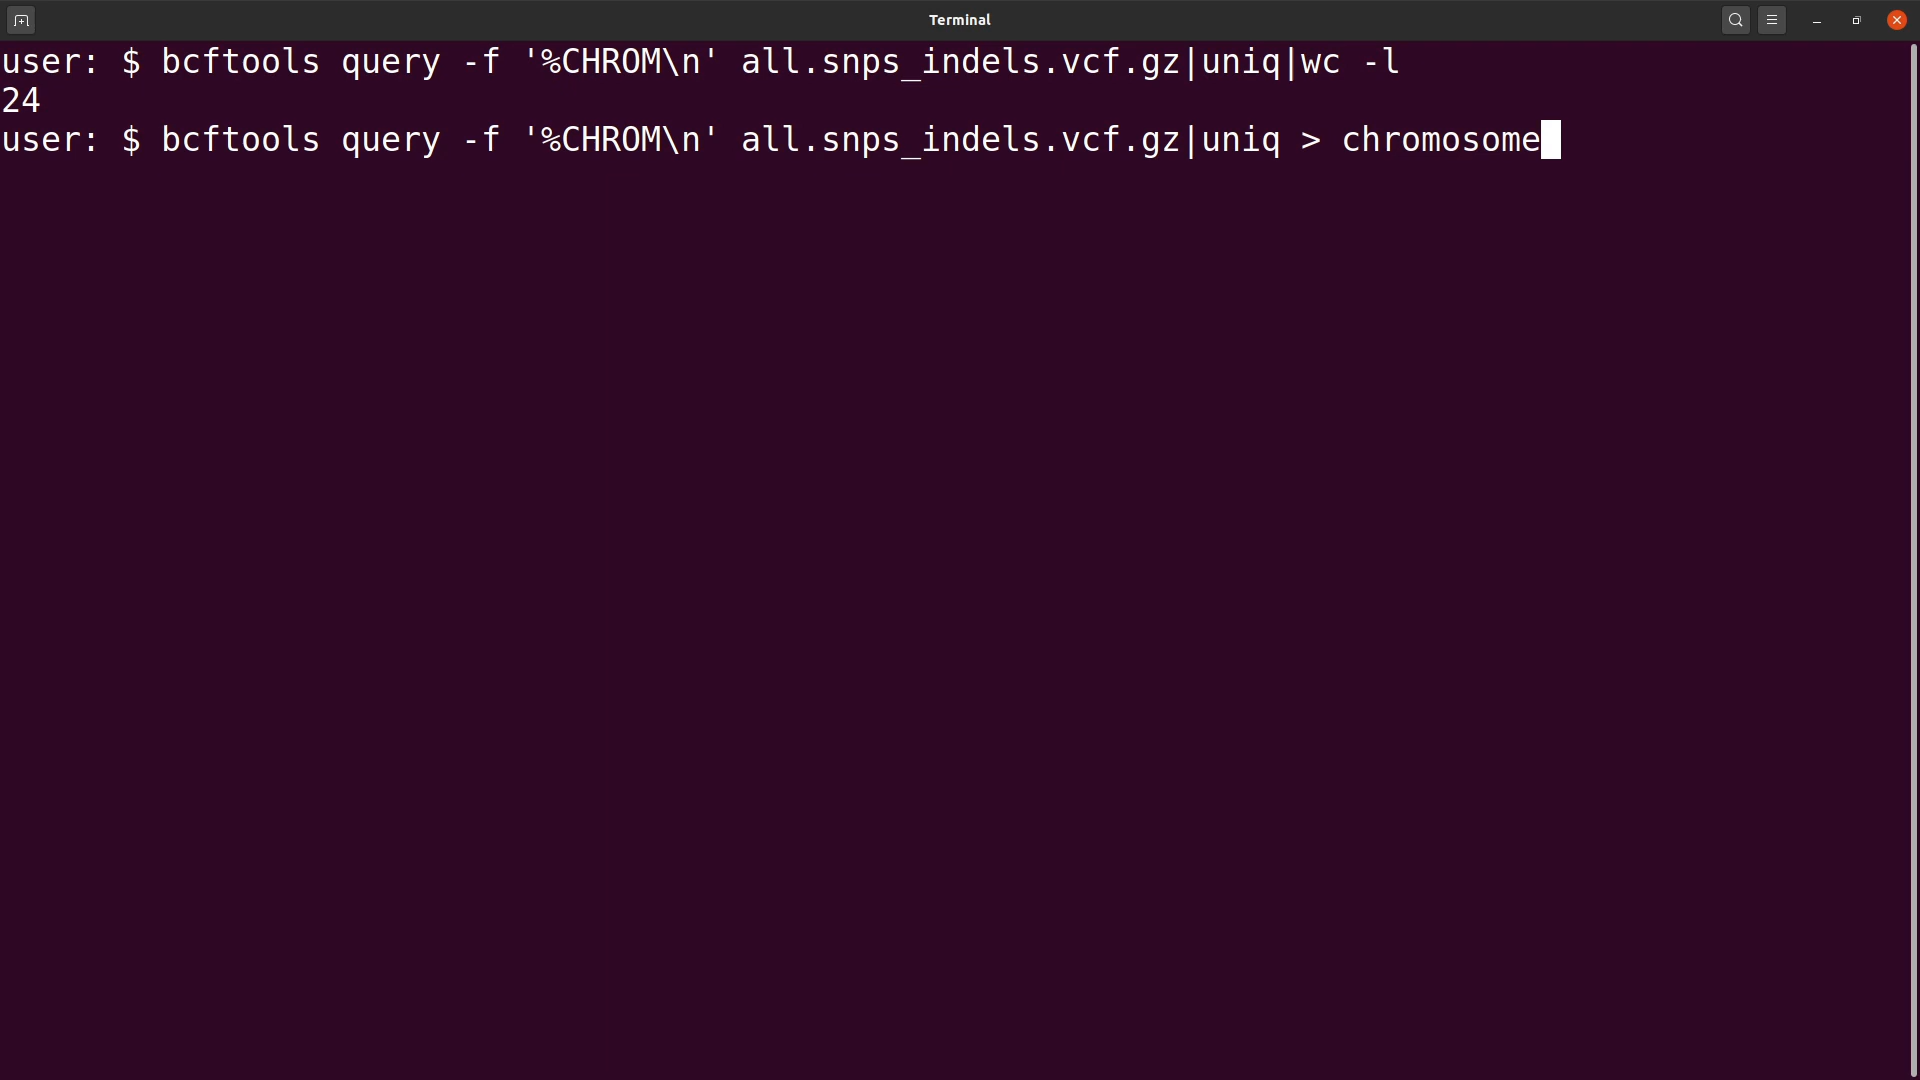 Terminal
user: $ bcftools query -f '%CHROM\n' all.snps_indels.vcf.gz|uniq|wc -l
24
user: $ bcftools query -f '%CHROM\n' all.snps_indels.vcf.gz|uniq > chromosome